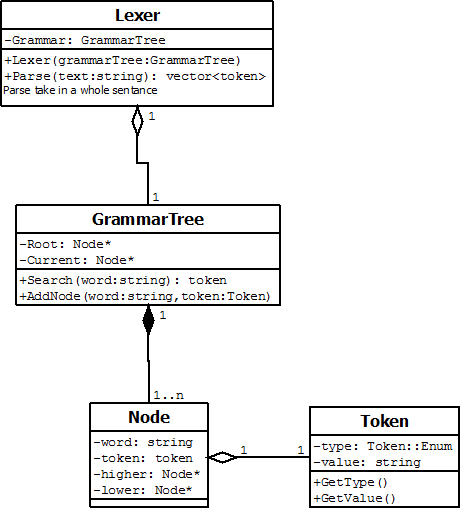 Lexer
-Grammar: GrammarTree
+Lexer(grammarTree:GrammarTree)
+Parse(text:string): vector<token>
Parse take in a whole sentance
1
1
GrammarTree
-Root: Node*
-Current: Node*
+Search(word:string): token
+AddNode(word:string,token:Token)
1
1..n
Node
-word: string
-token: token
-higher: Node*
-lower: Node*
1
1
Token
-type: Token::Enum
-value: string
+GetType()
+GetValue()